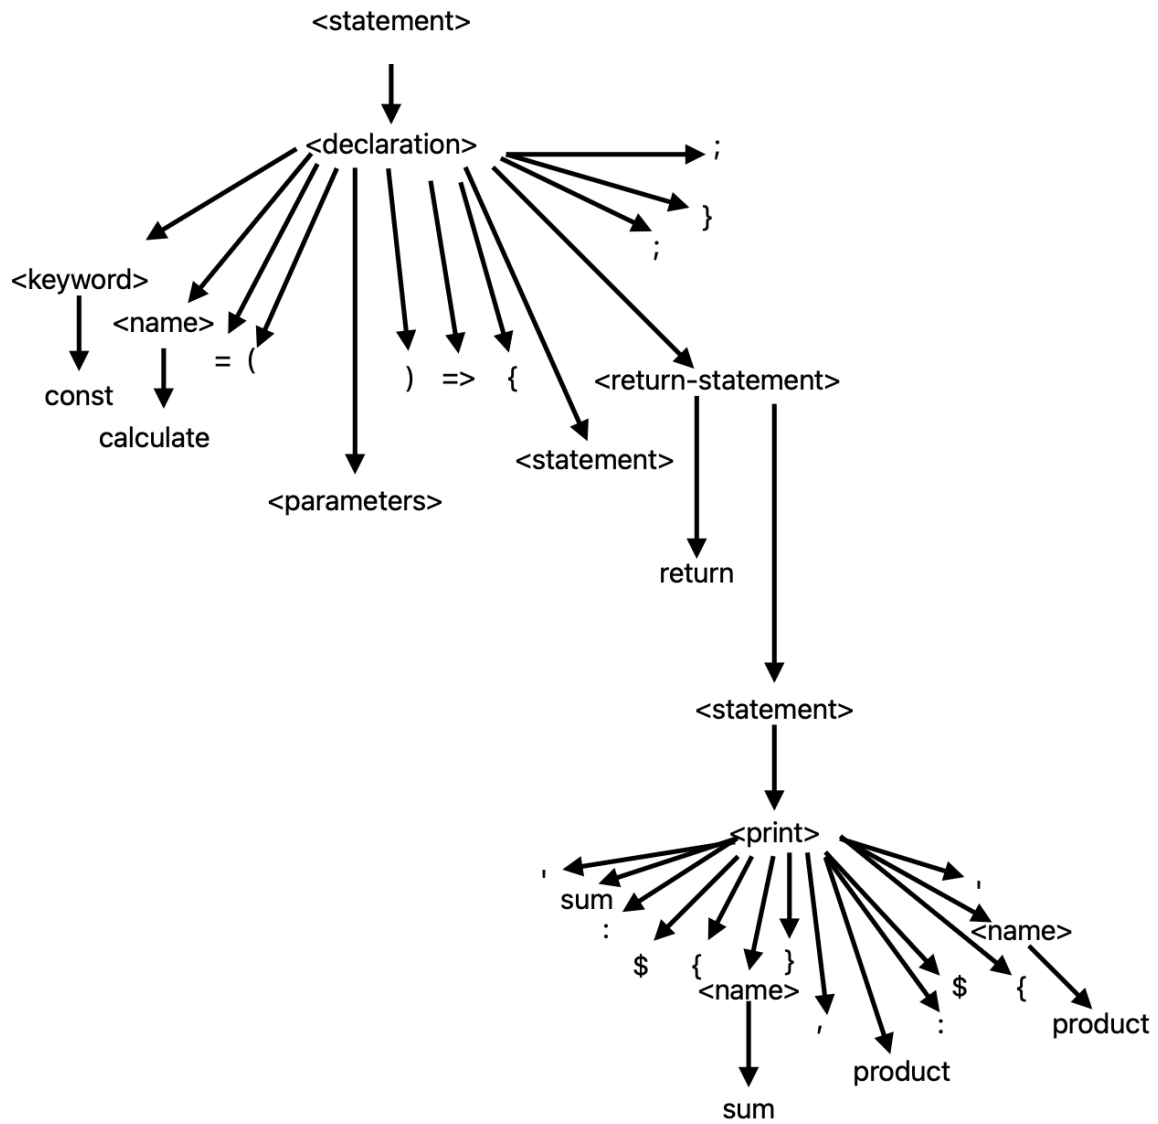 <statement>
<declaration>
;
}
;
<keyword>
<name>
= (
) => {
<return-statement>
const
calculate
<statement>
<parameters>
return
<statement>
<print>
'
sum
:
$
{
<name>
}
,
product
:
$
{
<name>
'
sum
product